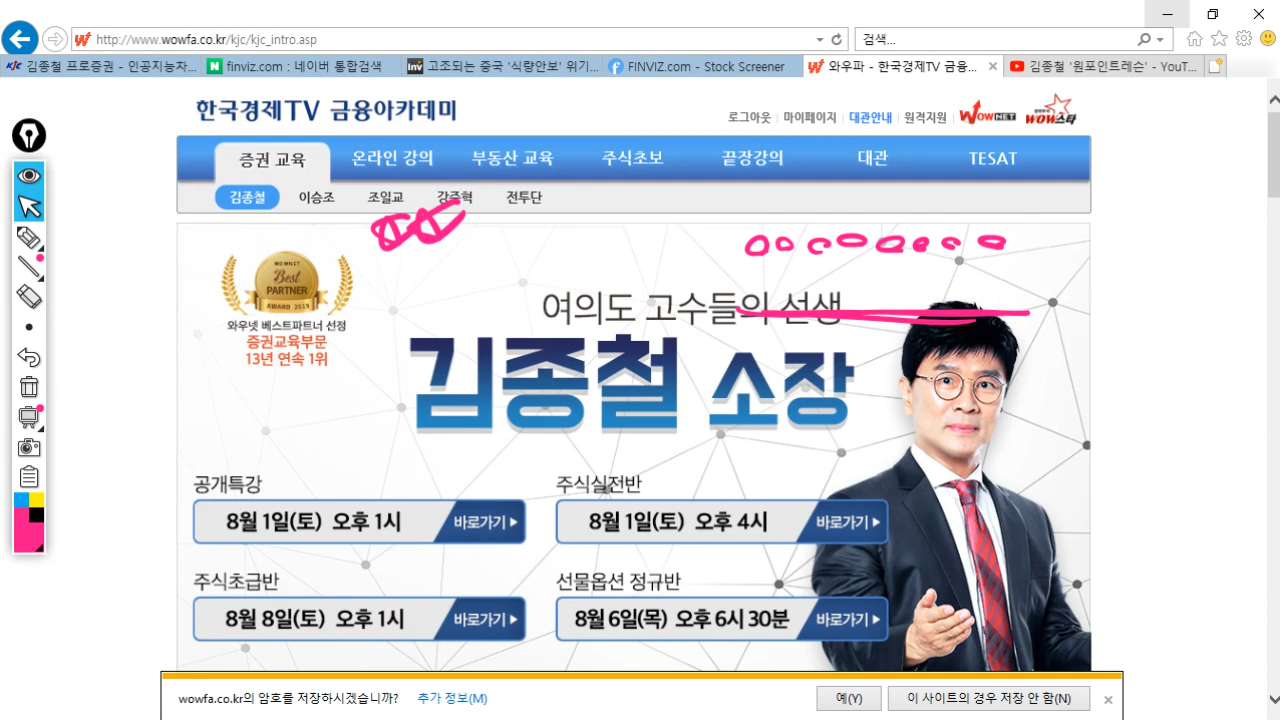 http://www.wowfa.co.kr/kjc/kjc_intro.asp
검색...
KJC 김종철 프로증권 - 인공지능차...
N finviz.com : 네이버 통합검색
Inv 고조되는 중국 '식량안보' 위기...
FINVIZ.com - Stock Screener
와우파 - 한국경제TV 금융...
김종철 '원포인트레슨' - YouT...
한국경제TV 금융아카데미
로그아웃 | 마이페이지 | 대관안내 | 원격지원
WOWNET
WOW스타
증권 교육 온라인 강의 부동산 교육 주식초보 끝장강의 대관 TESAT
김종철 이승조 조일교 강준혁 전투단
WOWNET
Best
PARTNER
AWARD 2019
와우넷 베스트파트너 선정
증권교육부문
13년 연속 1위
여의도 고수들의 선생
김종철 소장
공개특강
8월 1일(토) 오후 1시 바로가기
주식실전반
8월 1일(토) 오후 4시 바로가기
주식초급반
8월 8일(토) 오후 1시 바로가기
선물옵션 정규반
8월 6일(목) 오후 6시 30분 바로가기
wowfa.co.kr의 암호를 저장하시겠습니까? 추가 정보(M)
예(Y) 이 사이트의 경우 저장 안 함(N)